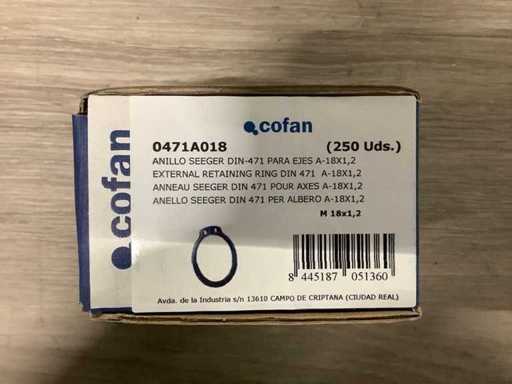 cofan
cofan
0471A018 (250 Uds.)
ANILLO SEEGER DIN-471 PARA EJES A-18X1,2
EXTERNAL RETAINING RING DIN 471 A-18X1,2
ANNEAU SEEGER DIN 471 POUR AXES A-18X1,2
ANELLO SEEGER DIN 471 PER ALBERO A-18X1,2
M 18x1,2
8 445187 051360
Avda. de la Industria s/n 13610 CAMPO DE CRIPTANA (CIUDAD REAL)